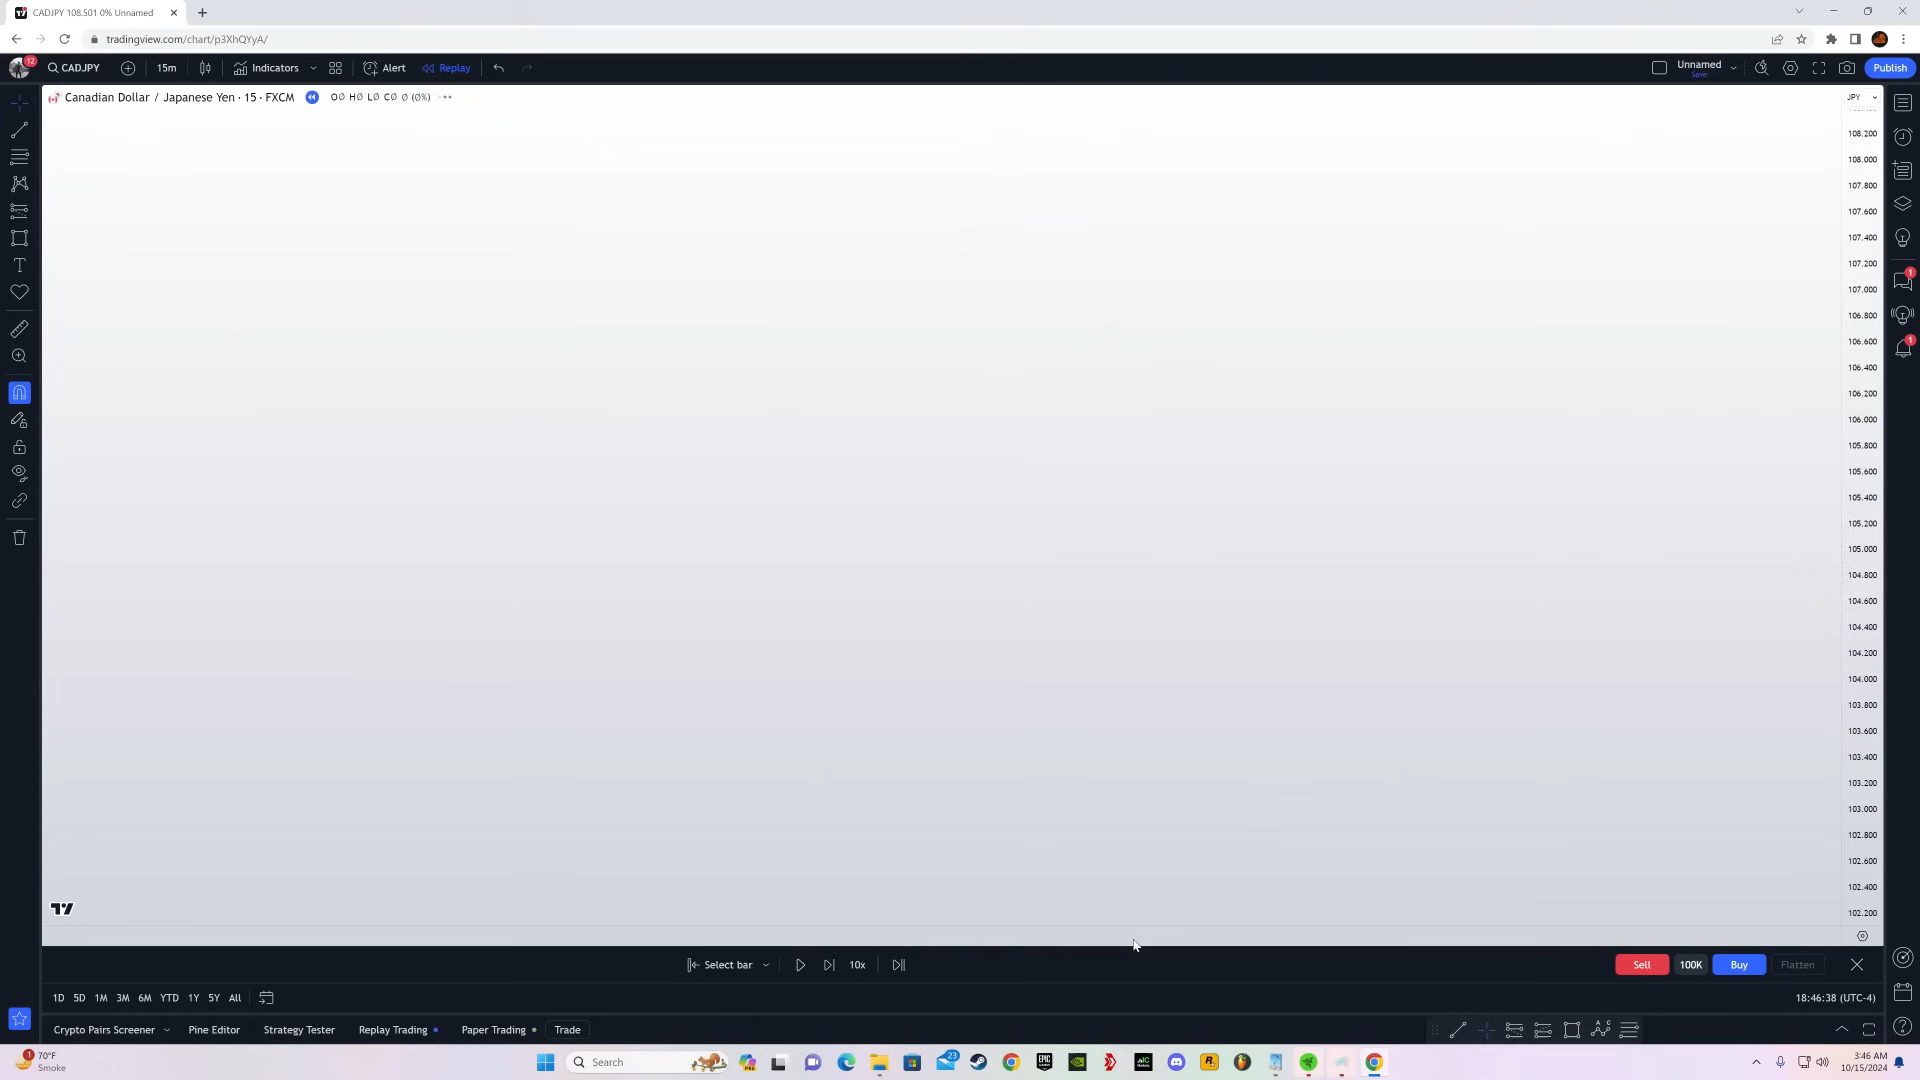 CADJPY 108.501 0% Unnamed
tradingview.com/chart/p3XhQYyA/
12
CADJPY
15m
Indicators
Alert
Replay
Unnamed
Save
Publish
Canadian Dollar / Japanese Yen · 15 · FXCM
O∅ H∅ L∅ C∅ ∅ (∅%)
JPY
108.200
108.000
107.800
107.600
107.400
107.200
107.000
106.800
106.600
106.400
106.200
106.000
105.800
105.600
105.400
105.200
105.000
104.800
104.600
104.400
104.200
104.000
103.800
103.600
103.400
103.200
103.000
102.800
102.600
102.400
102.200
1
1
Select bar
10x
Sell
100K
Buy
Flatten
1D 5D 1M 3M 6M YTD 1Y 5Y All
18:46:38 (UTC-4)
Crypto Pairs Screener
Pine Editor
Strategy Tester
Replay Trading
Paper Trading
Trade
1
70°F
Smoke
Search
23
3:46 AM
10/15/2024